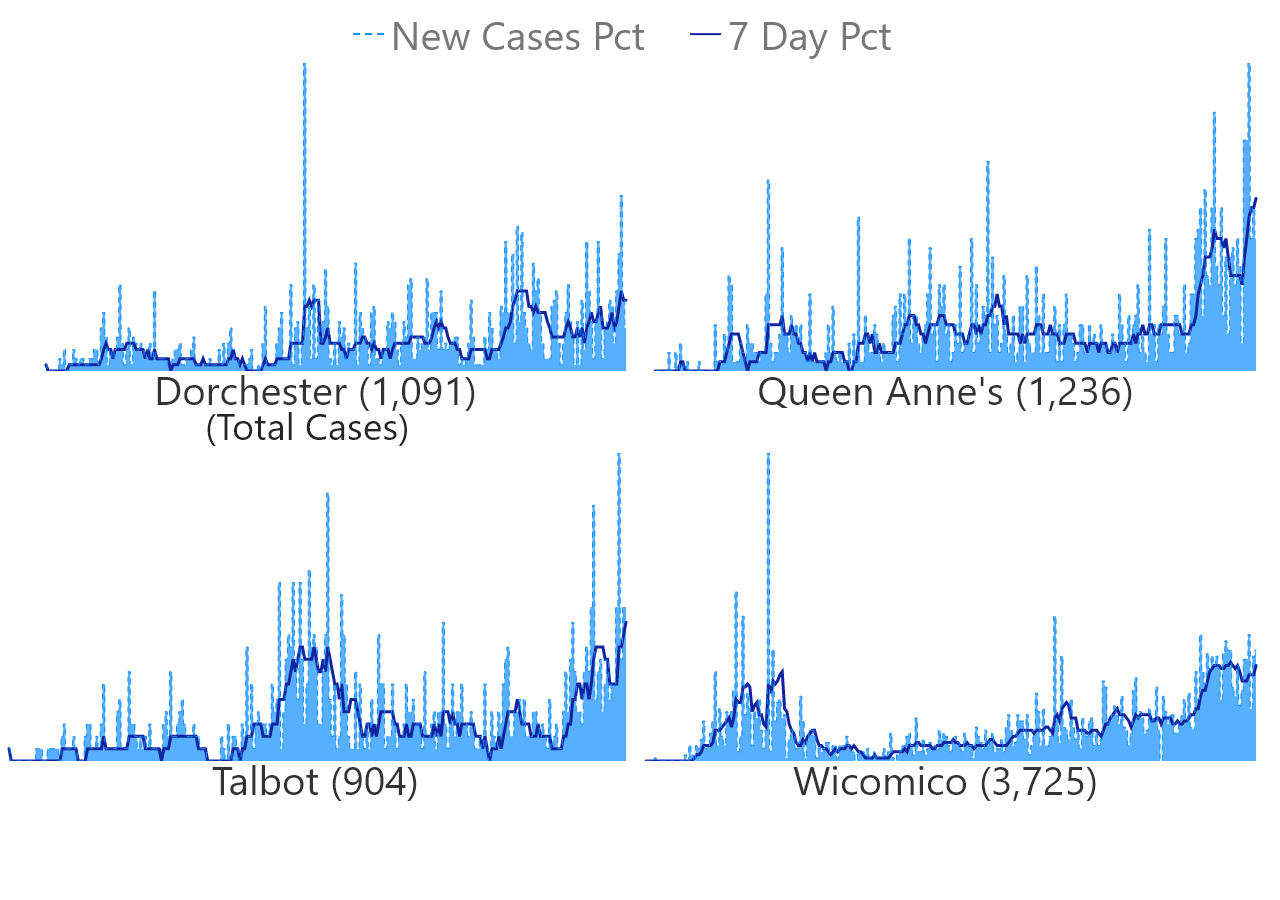 New Cases Pct 7 Day Pct
Dorchester (1,091)
(Total Cases)
Queen Anne's (1,236)
Talbot (904)
Wicomico (3,725)